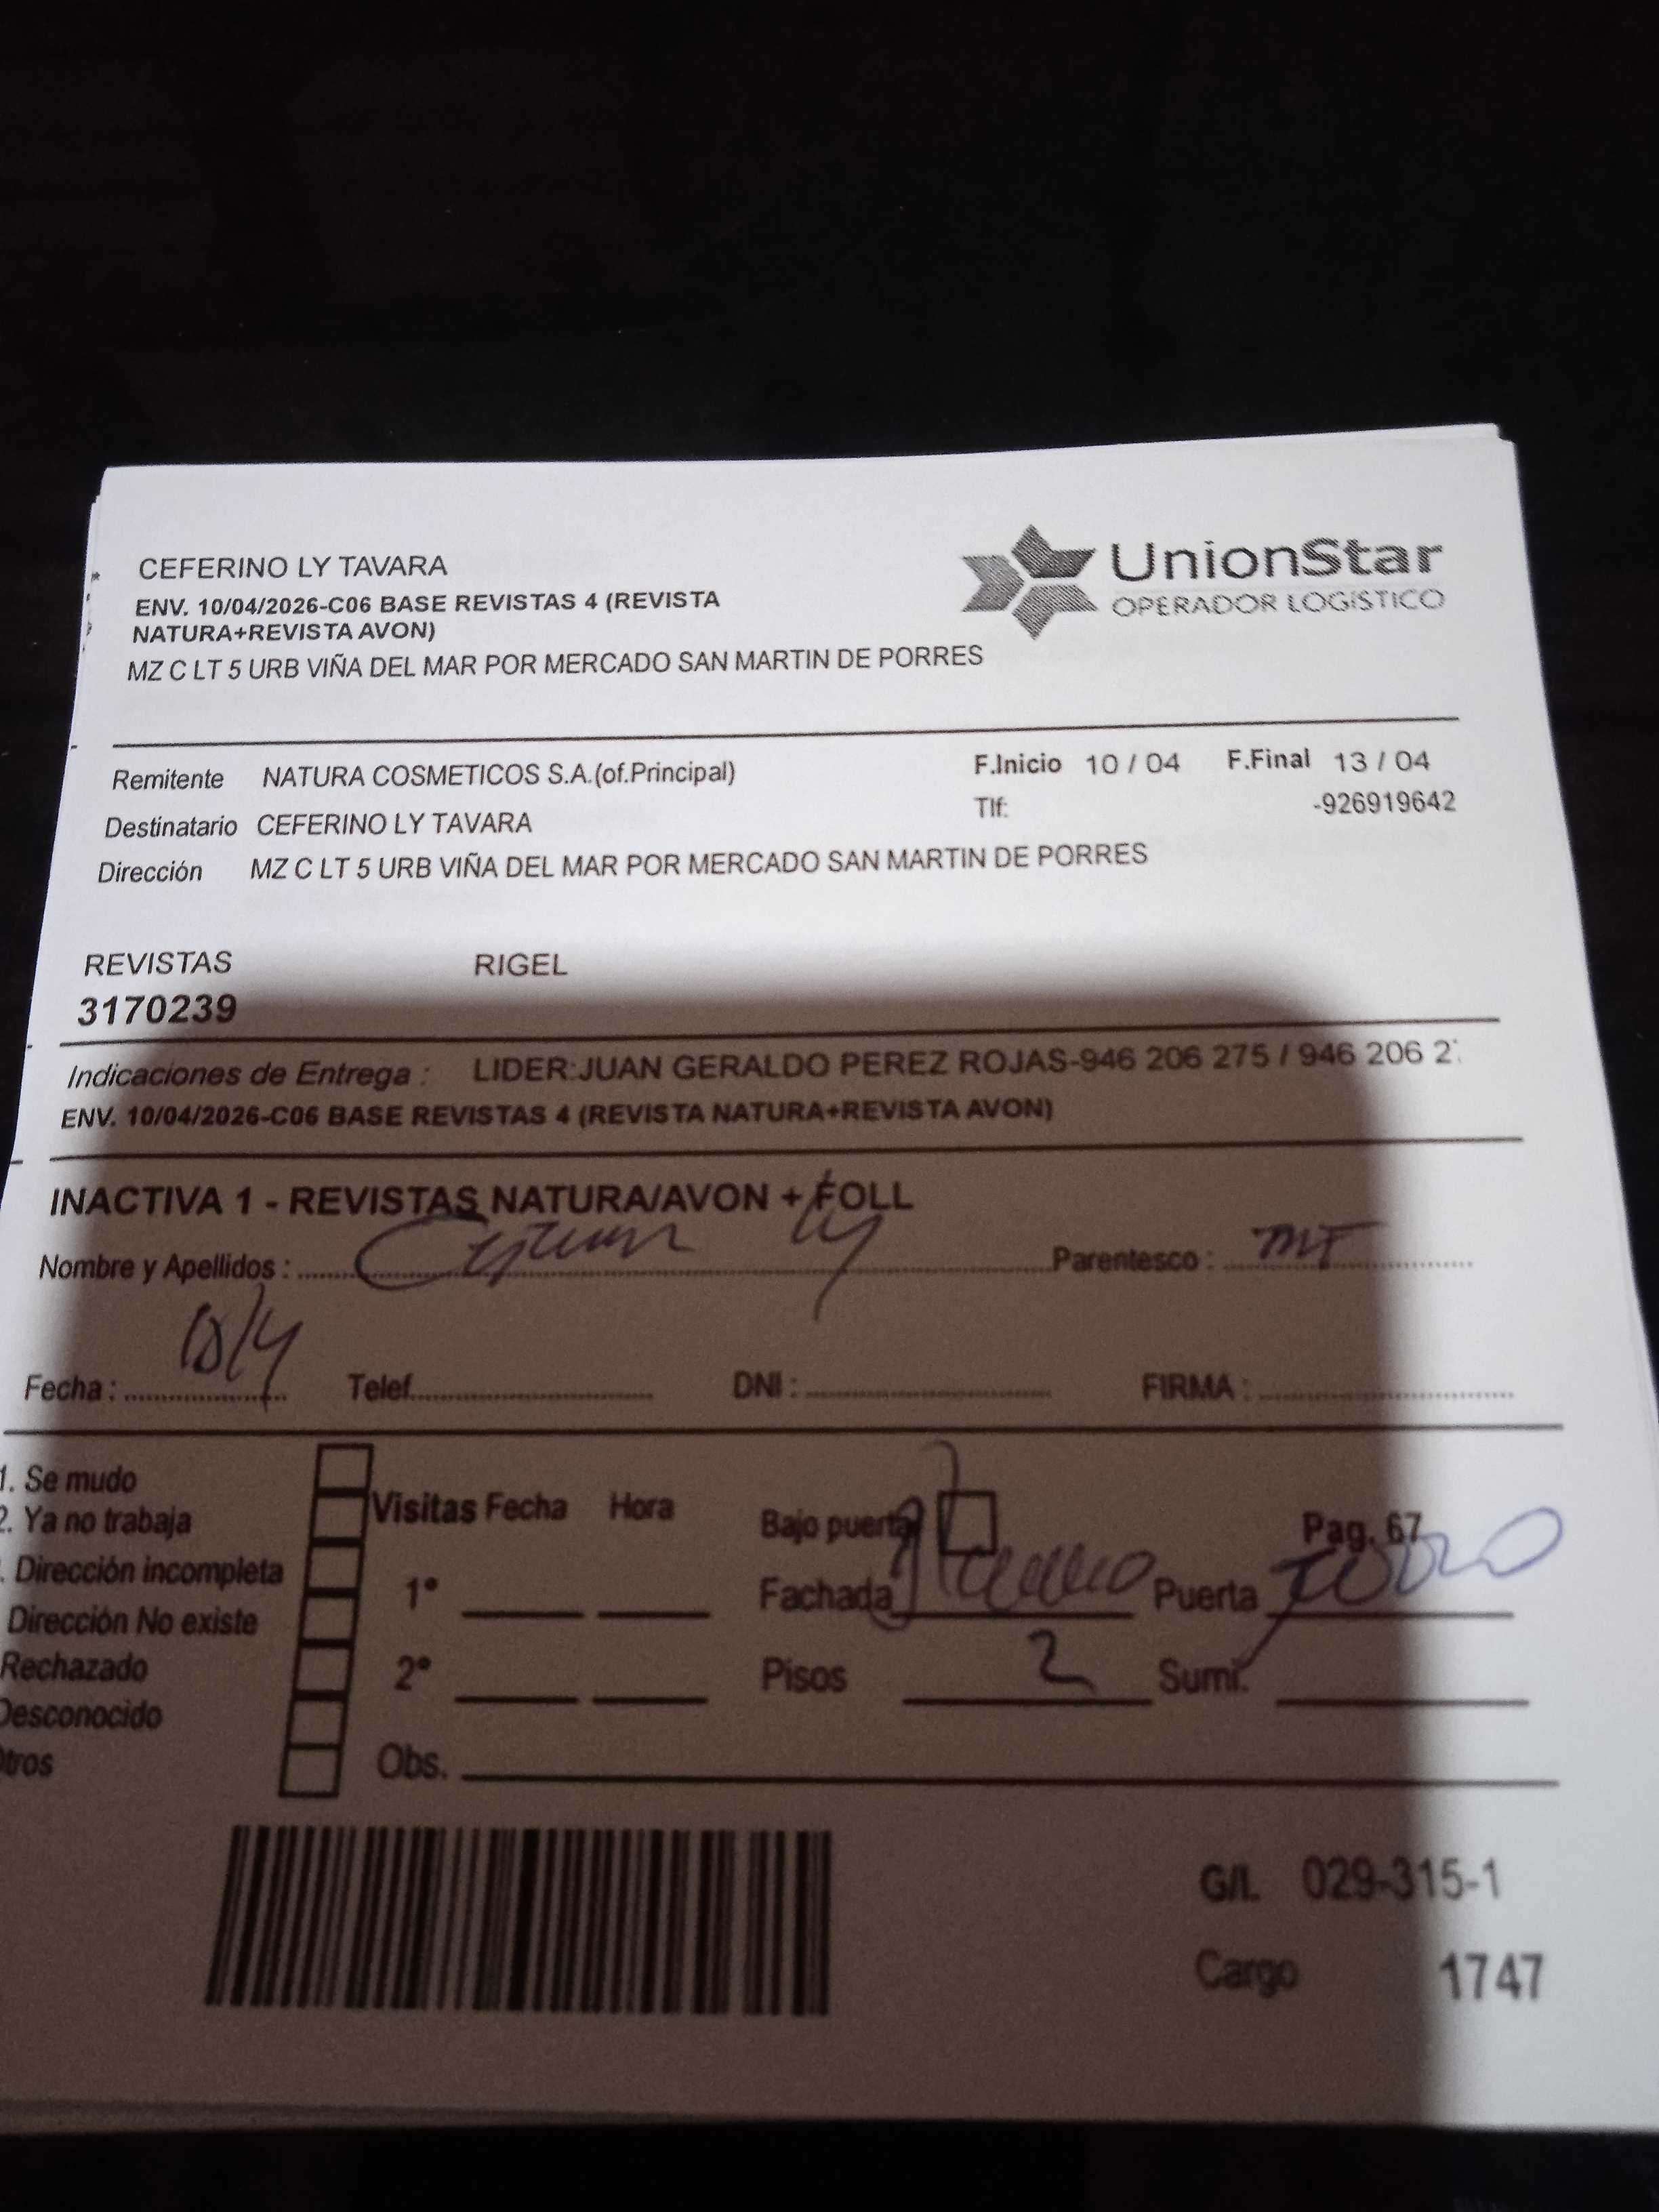 CEFERINO LY TAVARA
ENV. 10/04/2026-C06 BASE REVISTAS 4 (REVISTA
NATURA+REVISTA AVON)
MZ C LT 5 URB VIÑA DEL MAR POR MERCADO SAN MARTIN DE PORRES
UnionStar
OPERADOR LOGÍSTICO
Remitente NATURA COSMETICOS S.A.(of.Principal) F.Inicio 10 / 04 F.Final 13 / 04
Destinatario CEFERINO LY TAVARA Tlf: -926919642
Dirección MZ C LT 5 URB VIÑA DEL MAR POR MERCADO SAN MARTIN DE PORRES
REVISTAS RIGEL
3170239
Indicaciones de Entrega : LIDER:JUAN GERALDO PEREZ ROJAS-946 206 275 / 946 206 2
ENV. 10/04/2026-C06 BASE REVISTAS 4 (REVISTA NATURA+REVISTA AVON)
INACTIVA 1 - REVISTAS NATURA/AVON + FOLL
Nombre y Apellidos : Ly Parentesco :
Fecha : Telef. DNI : FIRMA :
1. Se mudo
2. Ya no trabaja Visitas Fecha Hora Bajo puerta Pag. 67
. Dirección incompleta 1° Fachada Puerta
Dirección No existe
Rechazado 2° Pisos 2 Sumi.
Desconocido
Otros Obs.
G/I. 029-315-1
Cargo 1747